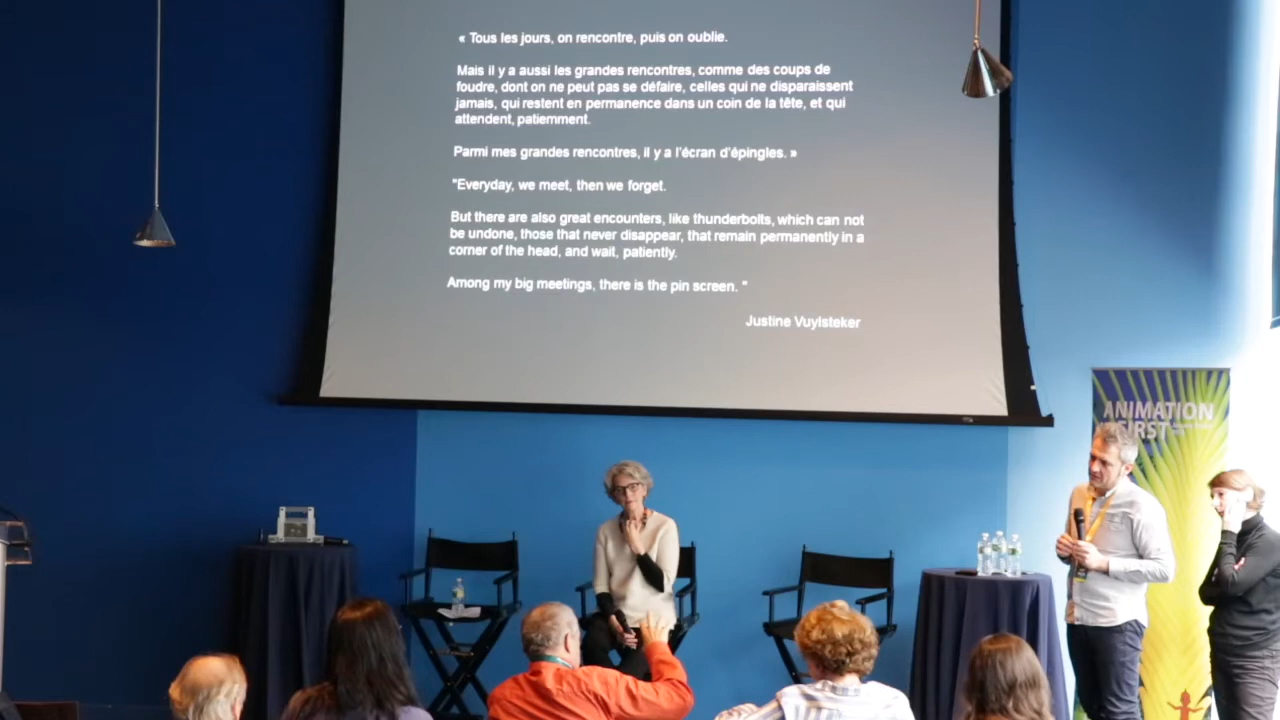 « Tous les jours, on rencontre, puis on oublie.
Mais il y a aussi les grandes rencontres, comme des coups de
foudre, dont on ne peut pas se défaire, celles qui ne disparaissent
jamais, qui restent en permanence dans un coin de la tête, et qui
attendent, patiemment.
Parmi mes grandes rencontres, il y a l'écran d'épingles. »
"Everyday, we meet, then we forget.
But there are also great encounters, like thunderbolts, which can not
be undone, those that never disappear, that remain permanently in a
corner of the head, and wait, patiently.
Among my big meetings, there is the pin screen. "
Justine Vuylsteker
ANIMATION
FIRST